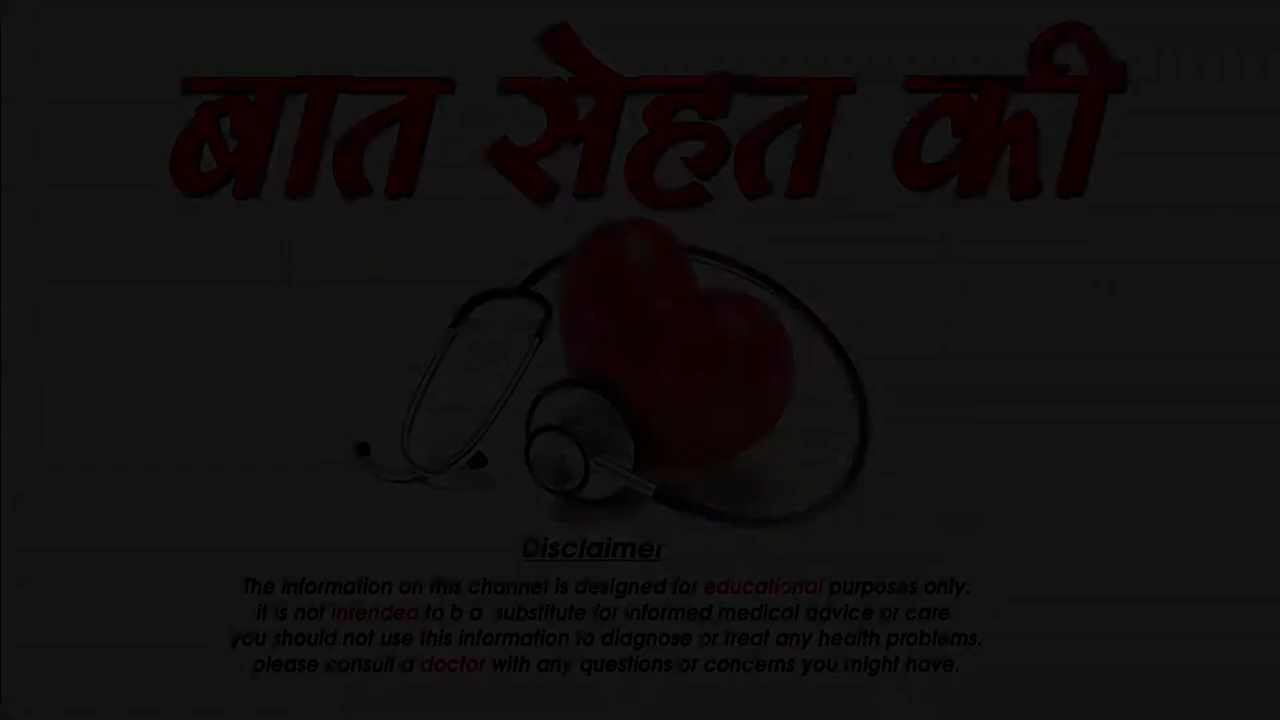 बात सेहत की
Disclaimer
The information on this channel is designed for educational purposes only.
it is not intended to b a substitute for informed medical advice or care
you should not use this information to diagnose or treat any health problems.
please consult a doctor with any questions or concerns you might have.